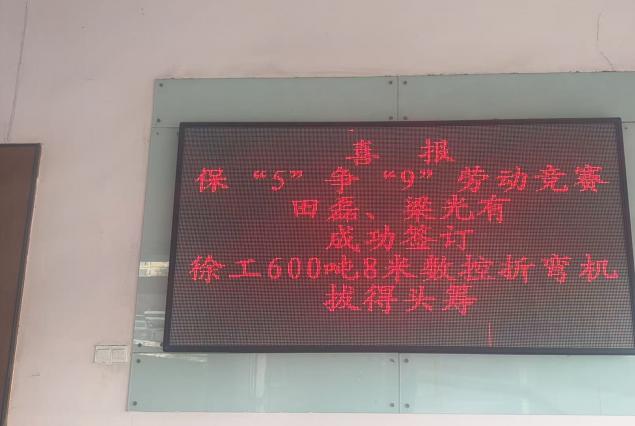 喜 报
保“5”争“9”劳动竞赛
田磊、梁光有
成功签订
徐工600吨8米数控折弯机
拔得头筹